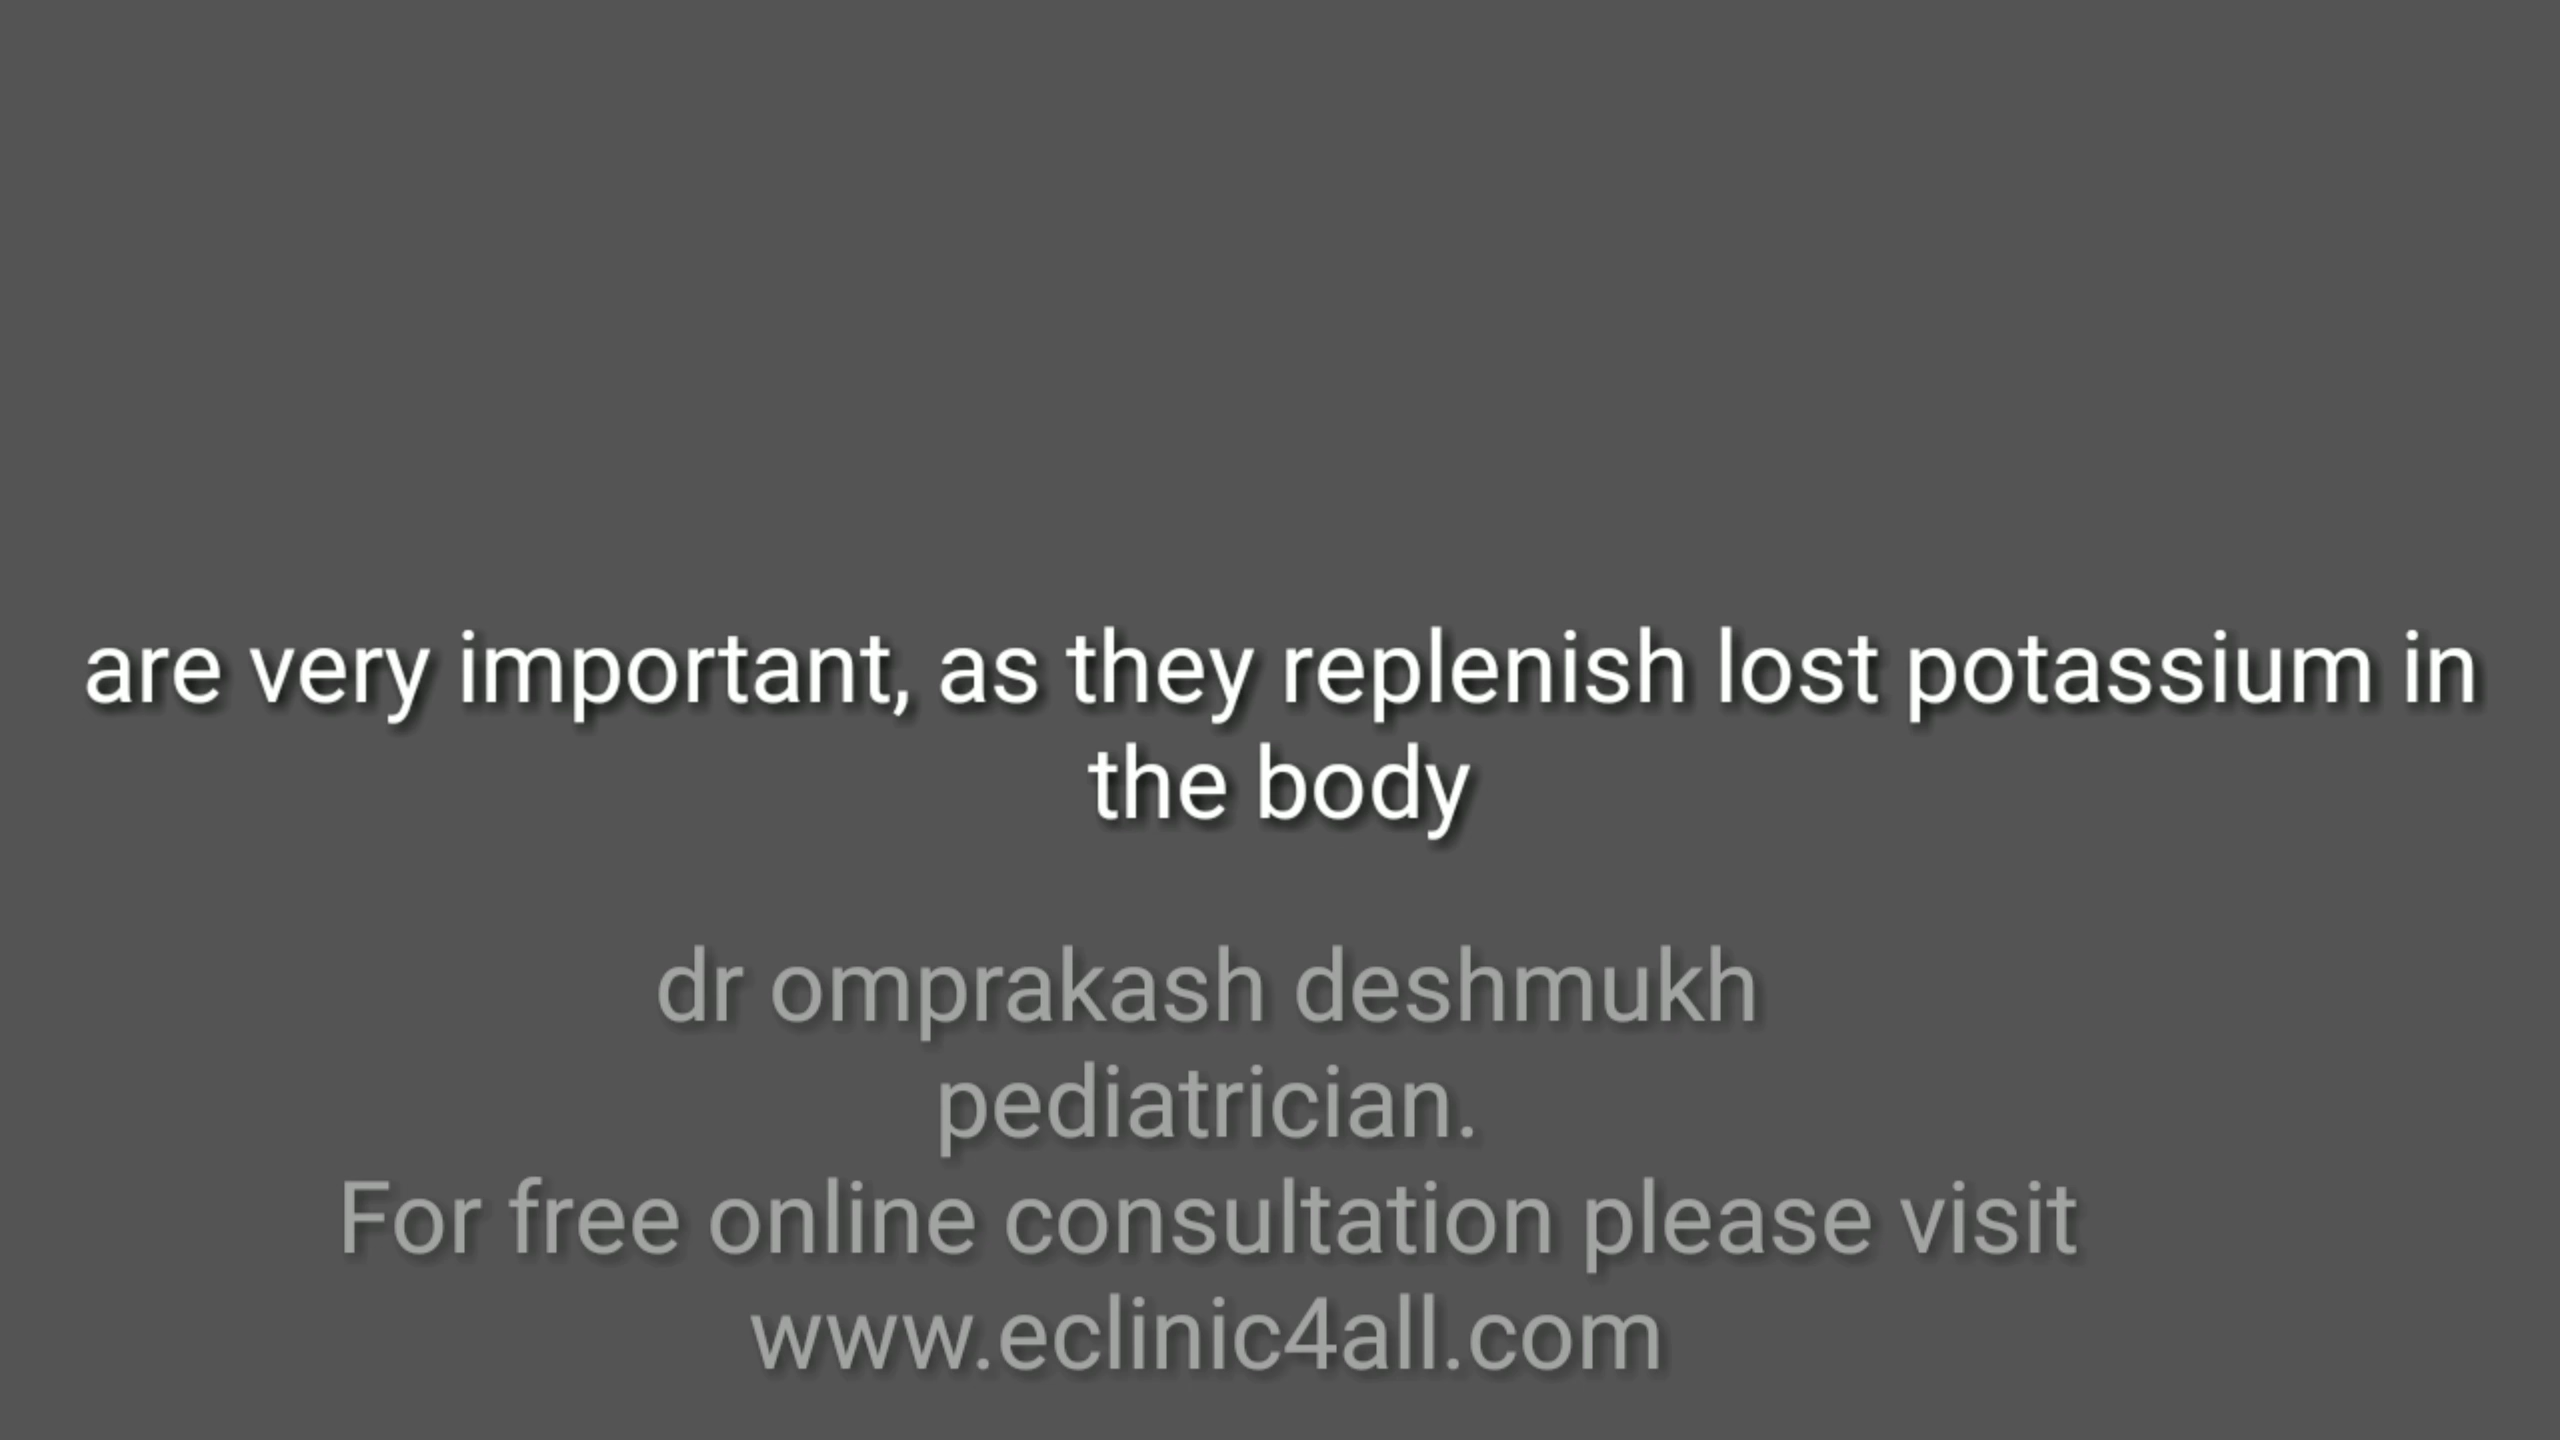 are very important, as they replenish lost potassium in
the body
dr omprakash deshmukh
pediatrician.
For free online consultation please visit
www.eclinic4all.com